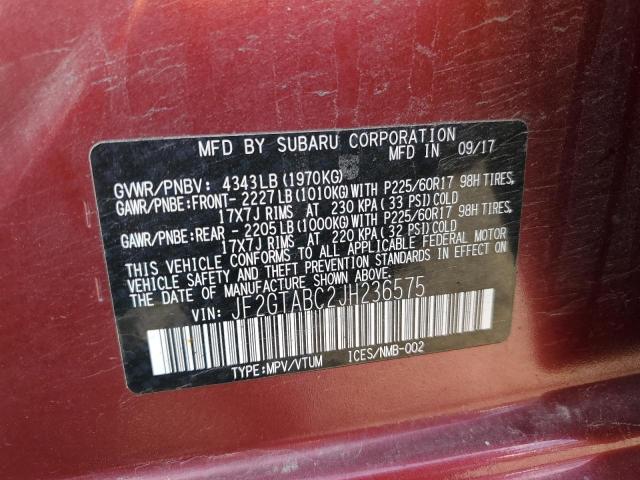 MFD BY SUBARU CORPORATION
MFD IN 09/17
GVWR/PNBV: 4343LB(1970KG)
GAWR/PNBE:FRONT- 2227LB(1010KG)WITH P225/60R17 98H TIRES,
17X7J RIMS AT 230 KPA( 33 PSI)COLD
GAWR/PNBE:REAR - 2205LB(1000KG)WITH P225/60R17 98H TIRES,
17X7J RIMS AT 220 KPA( 32 PSI)COLD
THIS VEHICLE CONFORMS TO ALL APPLICABLE FEDERAL MOTOR
VEHICLE SAFETY AND THEFT PREVENTION STANDARDS IN EFFECT ON
THE DATE OF MANUFACTURE SHOWN ABOVE.
VIN: JF2GTABC2JH236575
TYPE:MPV/VTUM ICES/NMB-002